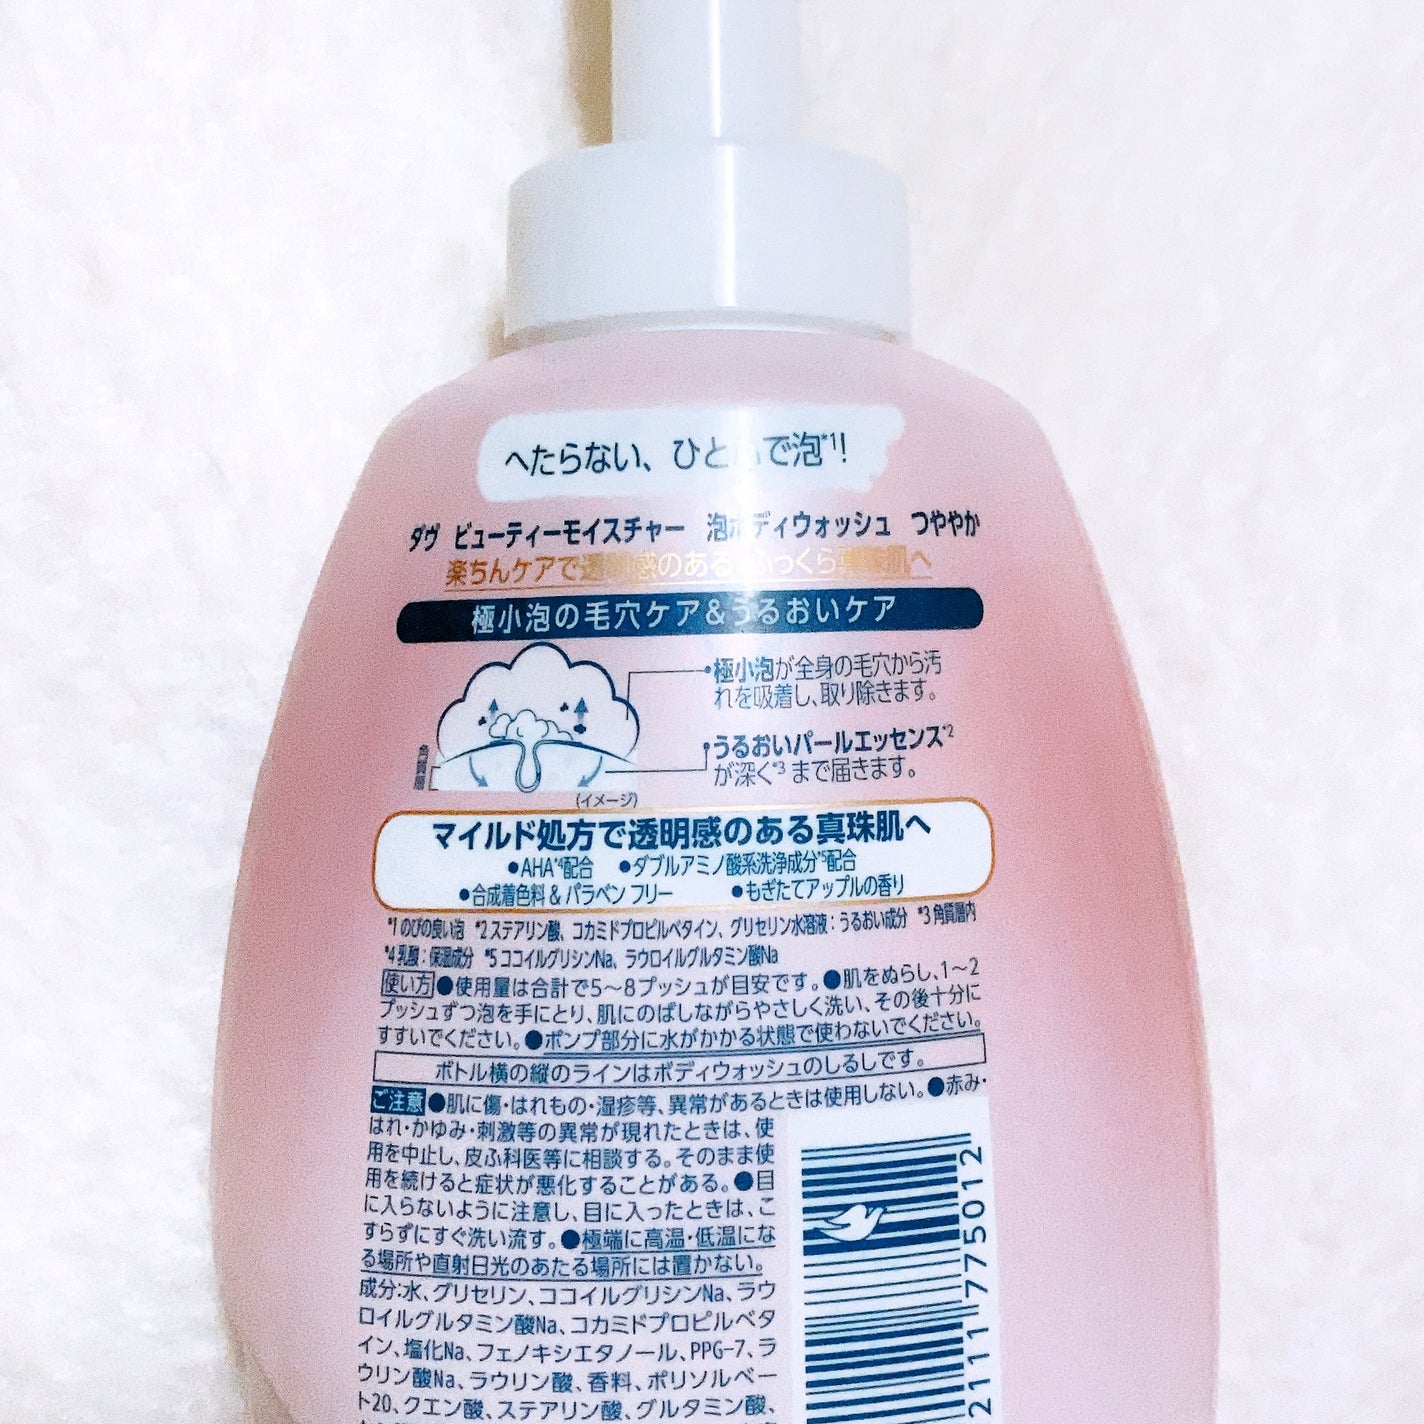 へたらない、ひと洗いで泡*1!
ダヴ ビューティーモイスチャー 泡ボディウォッシュ つややか
楽ちんケアで透明感のある、ふっくら真珠肌へ
極小泡の毛穴ケア&うるおいケア
極小泡が全身の毛穴から汚
れを吸着し、取り除きます。
うるおいパールエッセンス*2
が深く*3まで届きます。
角質層
(イメージ)
マイルド処方で透明感のある真珠肌へ
●AHA*4配合 ●ダブルアミノ酸系洗浄成分*5配合
●合成着色料&パラベン フリー ●もぎたてアップルの香り
*1 のびの良い泡 *2 ステアリン酸、コカミドプロピルベタイン、グリセリン水溶液:うるおい成分 *3 角質層内
*4 乳酸:保湿成分 *5 ココイルグリシンNa、ラウロイルグルタミン酸Na
使い方●使用量は合計で5〜8プッシュが目安です。●肌をぬらし、1〜2
プッシュずつ泡を手にとり、肌にのばしながらやさしく洗い、その後十分に
すすいでください。●ポンプ部分に水がかかる状態で使わないでください。
ボトル横の縦のラインはボディウォッシュのしるしです。
ご注意●肌に傷・はれもの・湿疹等、異常があるときは使用しない。●赤み・
はれ・かゆみ・刺激等の異常が現れたときは、使
用を中止し、皮ふ科医等に相談する。そのまま使
用を続けると症状が悪化することがある。●目
に入らないように注意し、目に入ったときは、こ
すらずにすぐ洗い流す。●極端に高温・低温にな
る場所や直射日光のあたる場所には置かない。
成分:水、グリセリン、ココイルグリシンNa、ラウ
ロイルグルタミン酸Na、コカミドプロピルベタ
イン、塩化Na、フェノキシエタノール、PPG-7、ラ
ウリン酸Na、ラウリン酸、香料、ポリソルベー
ト20、クエン酸、ステアリン酸、グルタミン酸、
2111775012